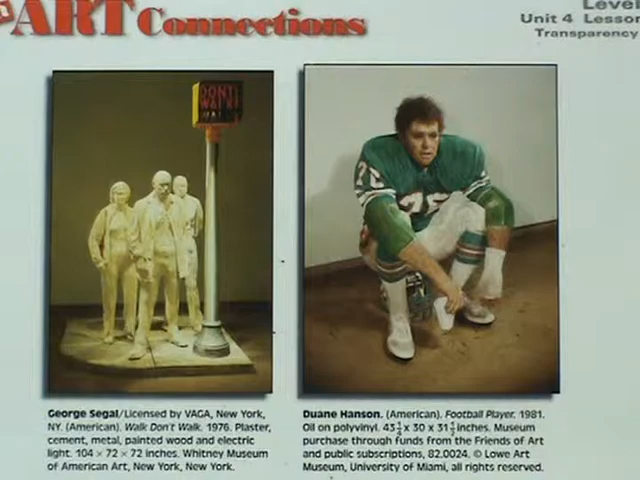 ART Connections
Level
Unit 4 Lesson
Transparency
DONT
WALK
75
75
George Segal/Licensed by VAGA, New York,
NY. (American). Walk Don't Walk. 1976. Plaster,
cement, metal, painted wood and electric
light. 104 × 72 × 72 inches. Whitney Museum
of American Art, New York, New York.
Duane Hanson. (American). Football Player. 1981.
Oil on polyvinyl. 43¼ x 30 x 31½ inches. Museum
purchase through funds from the Friends of Art
and public subscriptions, 82.0024. © Lowe Art
Museum, University of Miami, all rights reserved.